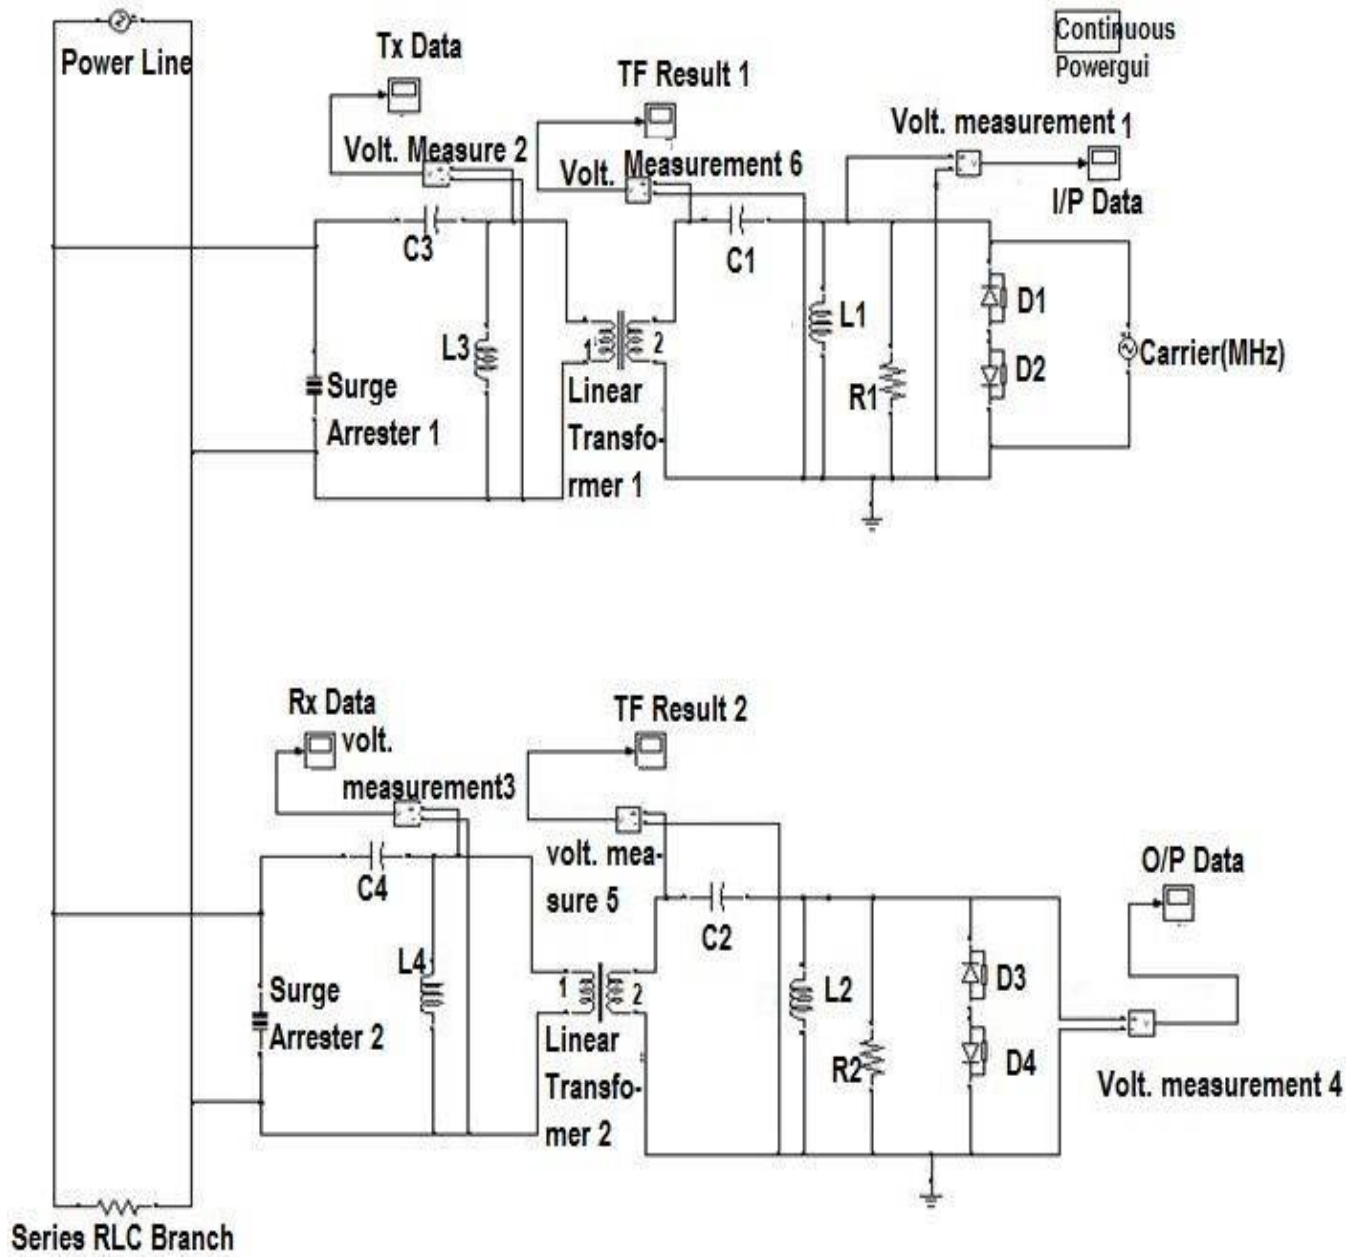 Continuous
Powergui
Power Line
Tx Data
TF Result 1
Volt. measurement 1
Volt. Measure 2
Volt. Measurement 6
I/P Data
C3
C1
L3
1
2
L1
R1
D1
D2
Carrier(MHz)
Surge
Arrester 1
Linear
Transfo-
rmer 1
Rx Data
volt.
measurement3
TF Result 2
volt. mea-
sure 5
O/P Data
C4
C2
L4
1
2
L2
R2
D3
D4
Surge
Arrester 2
Linear
Transfo-
mer 2
Volt. measurement 4
Series RLC Branch